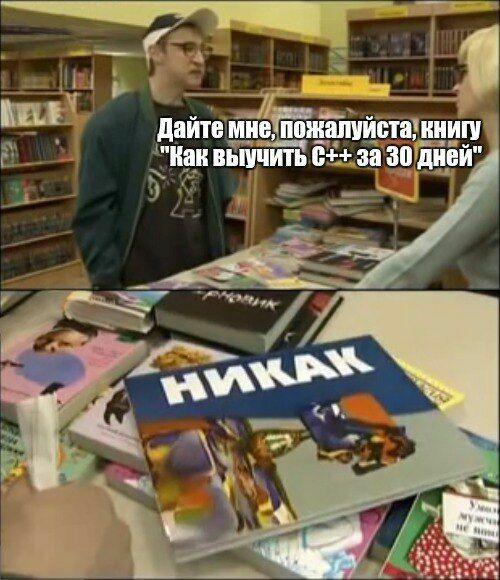 Дайте мне, пожалуйста, книгу
"Как выучить C++ за 30 дней"
НИКАК